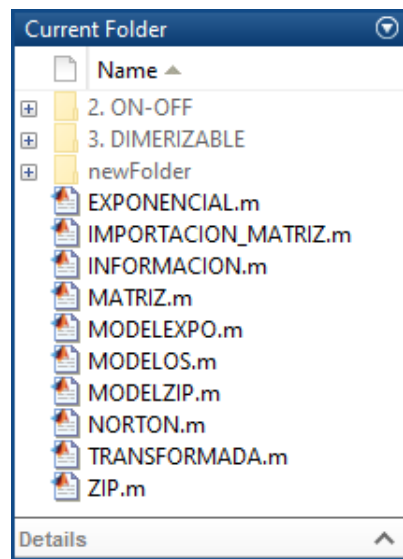 Current Folder
Name
2. ON-OFF
3. DIMERIZABLE
newFolder
EXPONENCIAL.m
IMPORTACION_MATRIZ.m
INFORMACION.m
MATRIZ.m
MODELEXPO.m
MODELOS.m
MODELZIP.m
NORTON.m
TRANSFORMADA.m
ZIP.m
Details